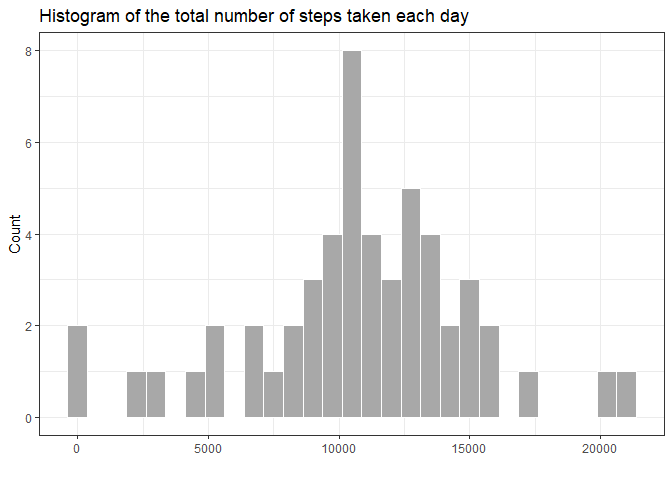 Histogram of the total number of steps taken each day
8
6
4
2
0
Count
0 5000 10000 15000 20000